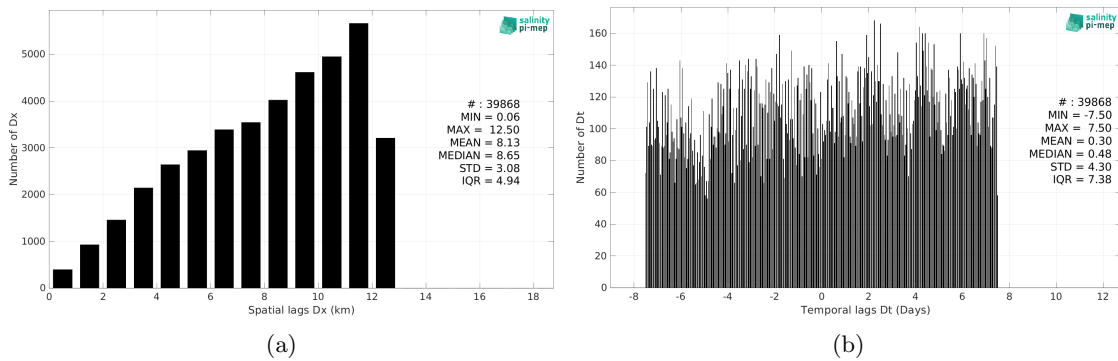 salinity
pi-mep
Number of Dx
5000
4000
3000
2000
1000
0
# : 39868
MIN = 0.06
MAX = 12.50
MEAN = 8.13
MEDIAN = 8.65
STD = 3.08
IQR = 4.94
0 2 4 6 8 10 12 14 16 18
Spatial lags Dx (km)
(a)
salinity
pi-mep
Number of Dt
160
140
120
100
80
60
40
20
0
# : 39868
MIN = -7.50
MAX = 7.50
MEAN = 0.30
MEDIAN = 0.48
STD = 4.30
IQR = 7.38
-8 -6 -4 -2 0 2 4 6 8 10 12
Temporal lags Dt (Days)
(b)